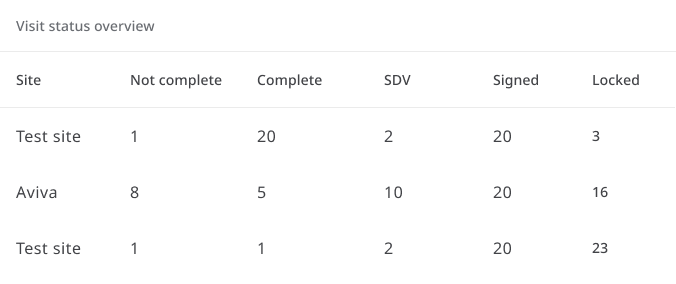 Visit status overview
Site Not complete Complete SDV Signed Locked
Test site 1 20 2 20 3
Aviva 8 5 10 20 16
Test site 1 1 2 20 23